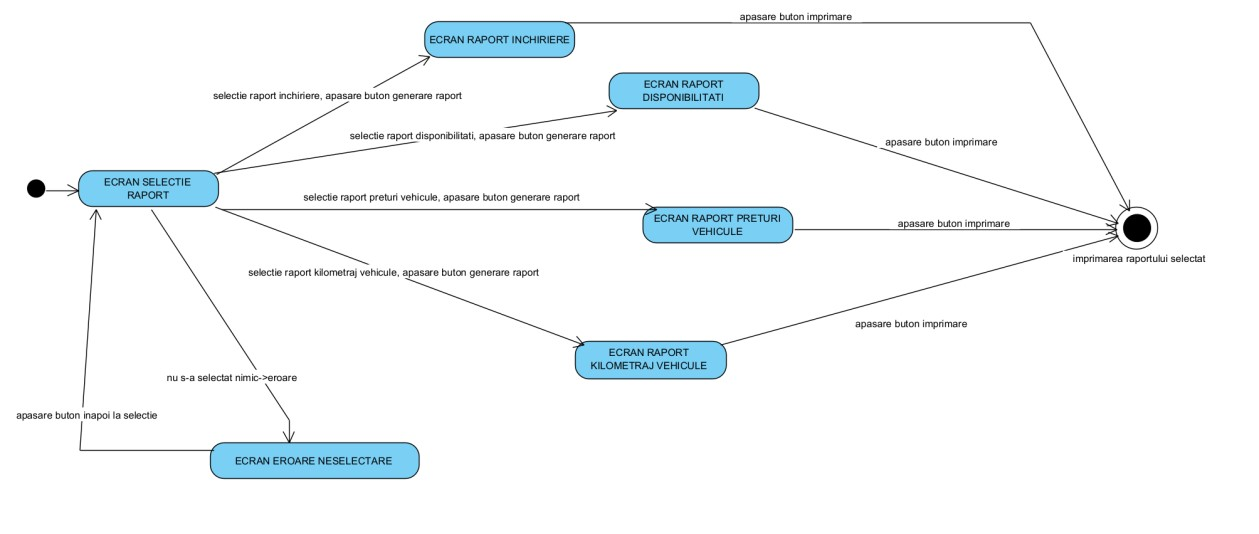 apasare buton imprimare
ECRAN RAPORT INCHIRIERE
ECRAN RAPORT
DISPONIBILITATI
selectie raport inchiriere, apasare buton generare raport
selectie raport disponibilitati, apasare buton generare raport
apasare buton imprimare
ECRAN SELECTIE
RAPORT
selectie raport preturi vehicule, apasare buton generare raport
ECRAN RAPORT PRETURI
VEHICULE
apasare buton imprimare
imprimarea raportului selectat
selectie raport kilometraj vehicule, apasare buton generare raport
apasare buton imprimare
ECRAN RAPORT
KILOMETRAJ VEHICULE
nu s-a selectat nimic->eroare
apasare buton inapoi la selectie
ECRAN EROARE NESELECTARE